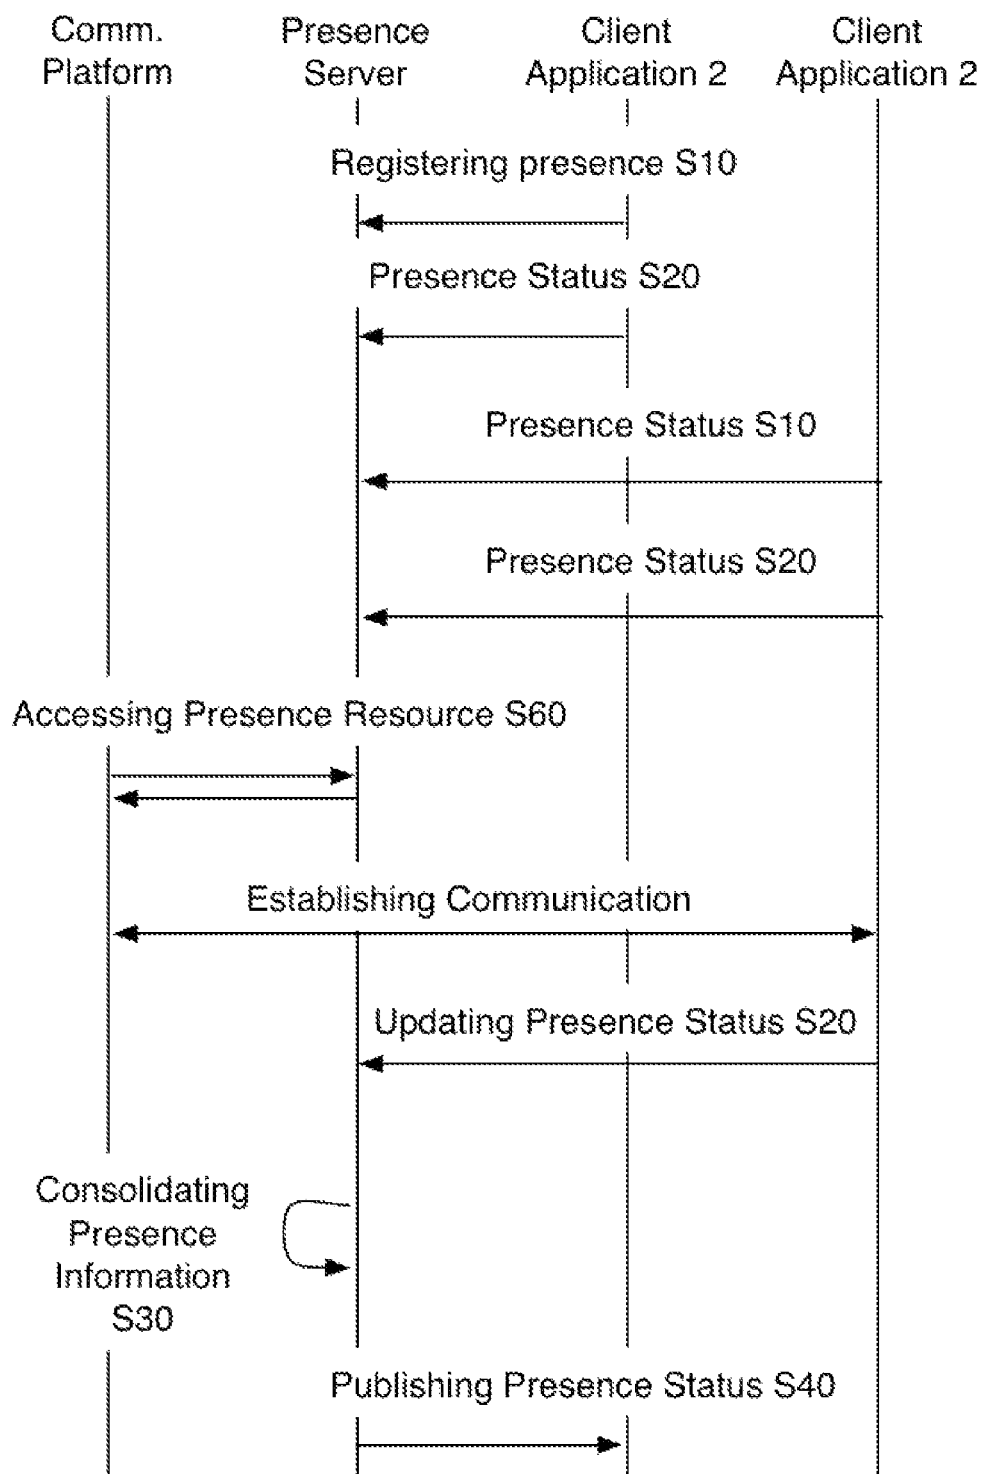 Comm.
Platform
Presence
Server
Client
Application 2
Client
Application 2
Registering presence S10
Presence Status S20
Presence Status S10
Presence Status S20
Accessing Presence Resource S60
Establishing Communication
Updating Presence Status S20
Consolidating
Presence
Information
S30
Publishing Presence Status S40